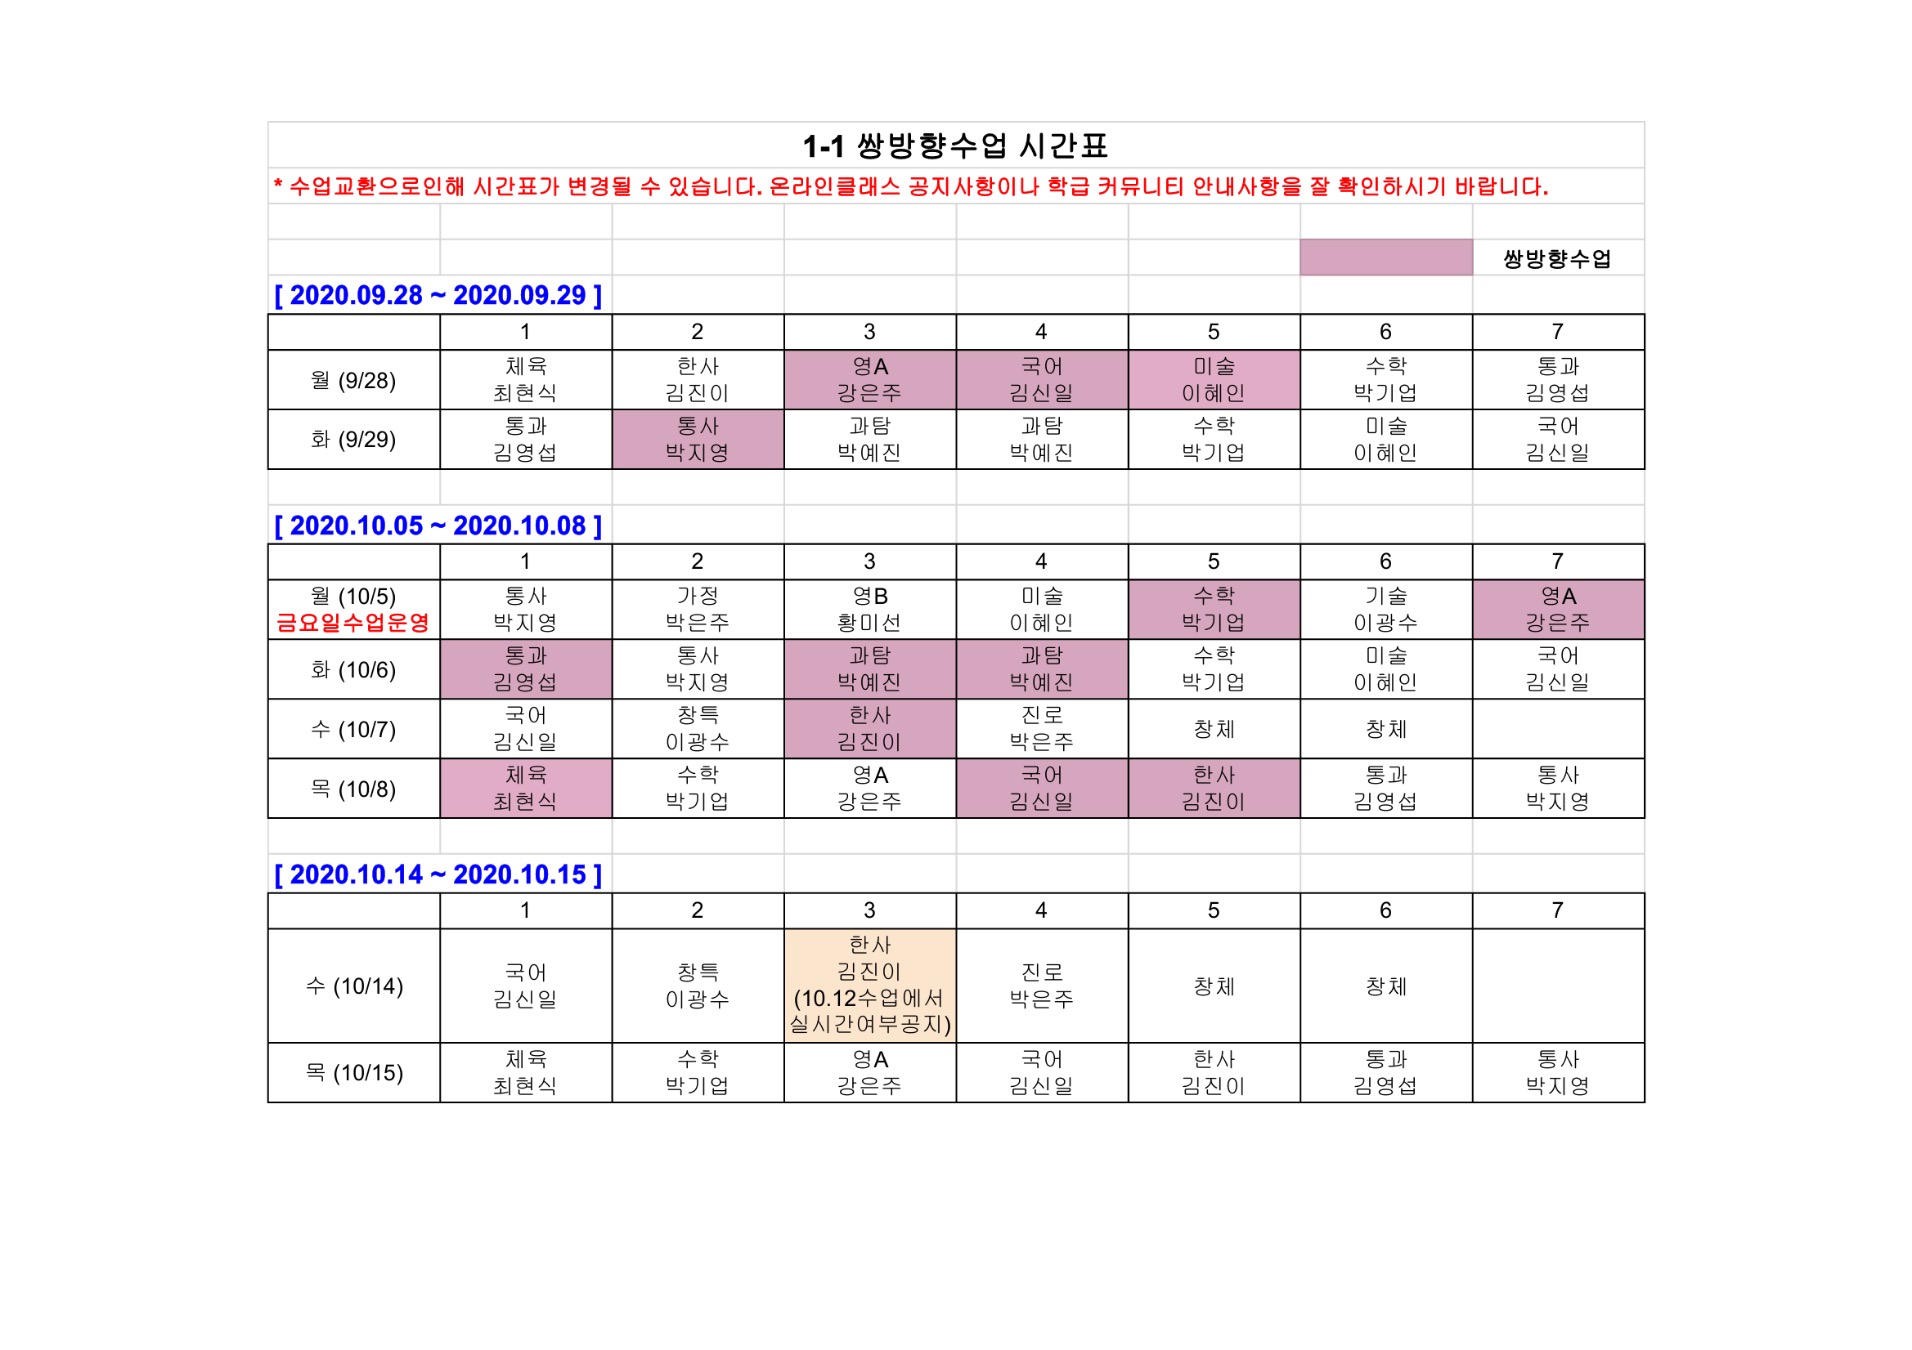 1-1 쌍방향수업 시간표
* 수업교환으로인해 시간표가 변경될 수 있습니다. 온라인클래스 공지사항이나 학급 커뮤니티 안내사항을 잘 확인하시기 바랍니다.
쌍방향수업
[ 2020.09.28 ~ 2020.09.29 ]
1 2 3 4 5 6 7
체육 한사 영A 국어 미술 수학 통과
월 (9/28)
최현식 김진이 강은주 김신일 이혜인 박기업 김영섭
통과 통사 과탐 과탐 수학 미술 국어
화 (9/29)
김영섭 박지영 박예진 박예진 박기업 이혜인 김신일
[ 2020.10.05 ~ 2020.10.08 ]
1 2 3 4 5 6 7
월 (10/5) 통사 가정 영B 미술 수학 기술 영A
금요일수업운영 박지영 박은주 황미선 이혜인 박기업 이광수 강은주
통과 통사 과탐 과탐 수학 미술 국어
화 (10/6)
김영섭 박지영 박예진 박예진 박기업 이혜인 김신일
국어 창특 한사 진로
수 (10/7) 창체 창체
김신일 이광수 김진이 박은주
체육 수학 영A 국어 한사 통과 통사
목 (10/8)
최현식 박기업 강은주 김신일 김진이 김영섭 박지영
[ 2020.10.14 ~ 2020.10.15 ]
1 2 3 4 5 6 7
한사
국어 창특 김진이 진로
수 (10/14) 창체 창체
김신일 이광수 (10.12수업에서 박은주
실시간여부공지)
체육 수학 영A 국어 한사 통과 통사
목 (10/15)
최현식 박기업 강은주 김신일 김진이 김영섭 박지영